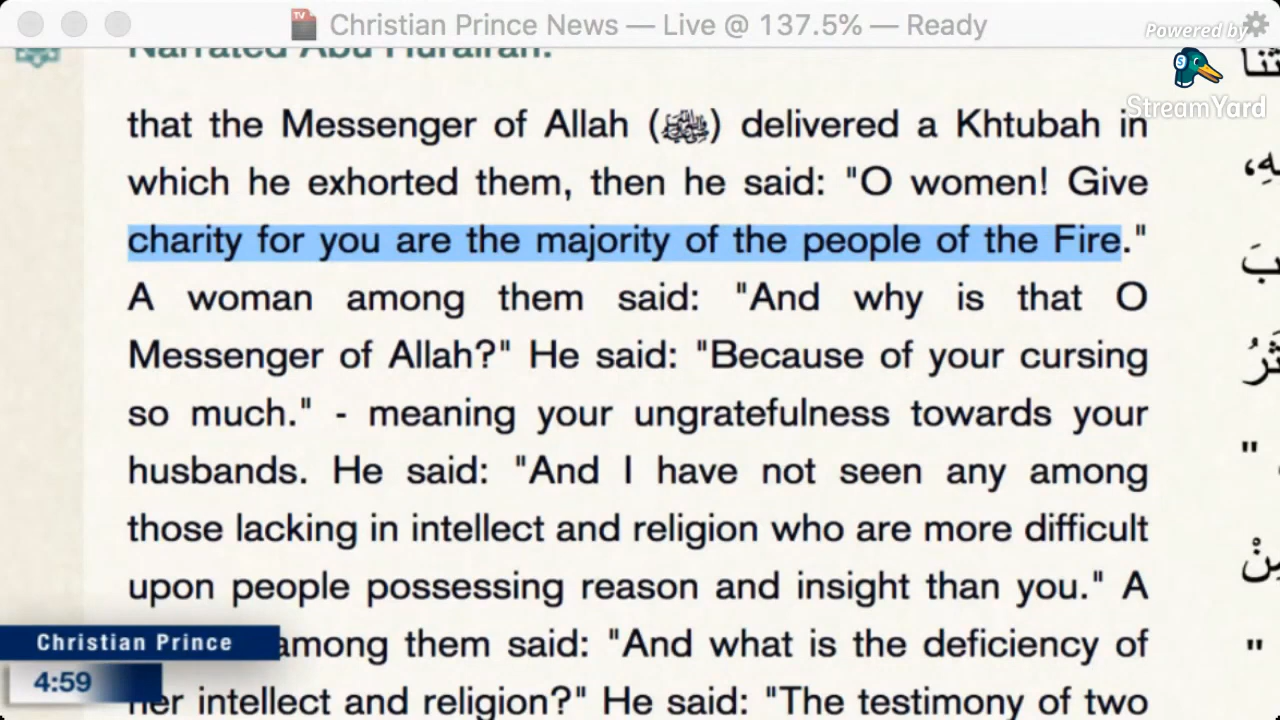 Christian Prince News — Live @ 137.5% — Ready
Powered by
StreamYard
Narrated Abu Hurairah:
that the Messenger of Allah (ﷺ) delivered a Khtubah in
which he exhorted them, then he said: "O women! Give
charity for you are the majority of the people of the Fire."
A woman among them said: "And why is that O
Messenger of Allah?" He said: "Because of your cursing
so much." - meaning your ungratefulness towards your
husbands. He said: "And I have not seen any among
those lacking in intellect and religion who are more difficult
upon people possessing reason and insight than you." A
among them said: "And what is the deficiency of
her intellect and religion?" He said: "The testimony of two
Christian Prince
4:59